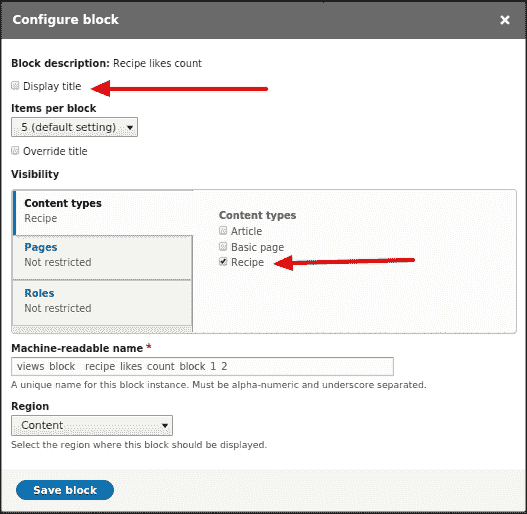 Configure block
Block description: Recipe likes count
Display title
Items per block
5 (default setting)
Override title
Visibility
Content types
Recipe
Pages
Not restricted
Roles
Not restricted
Content types
Article
Basic page
Recipe
Machine-readable name *
views_block__recipe_likes_count_block_1_2
A unique name for this block instance. Must be alpha-numeric and underscore separated.
Region
Content
Select the region where this block should be displayed.
Save block